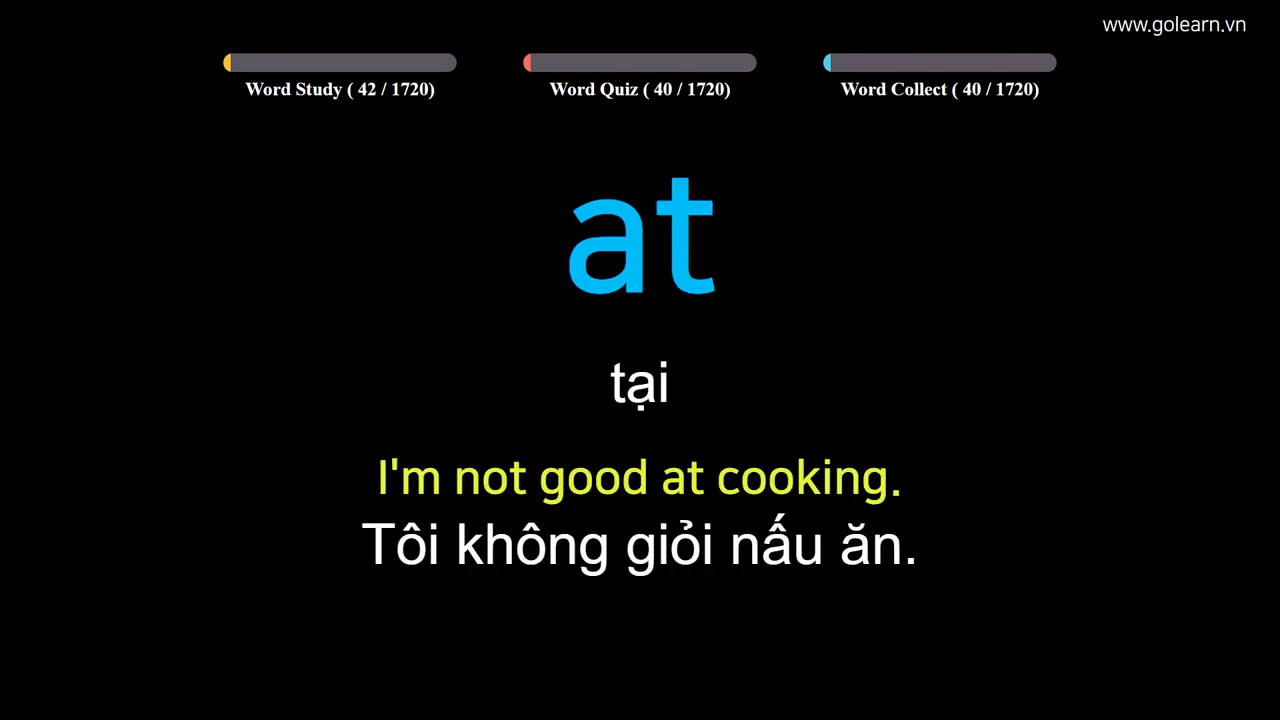 www.golearn.vn
Word Study ( 42 / 1720)
Word Quiz ( 40 / 1720)
Word Collect ( 40 / 1720)
at
tại
I'm not good at cooking.
Tôi không giỏi nấu ăn.